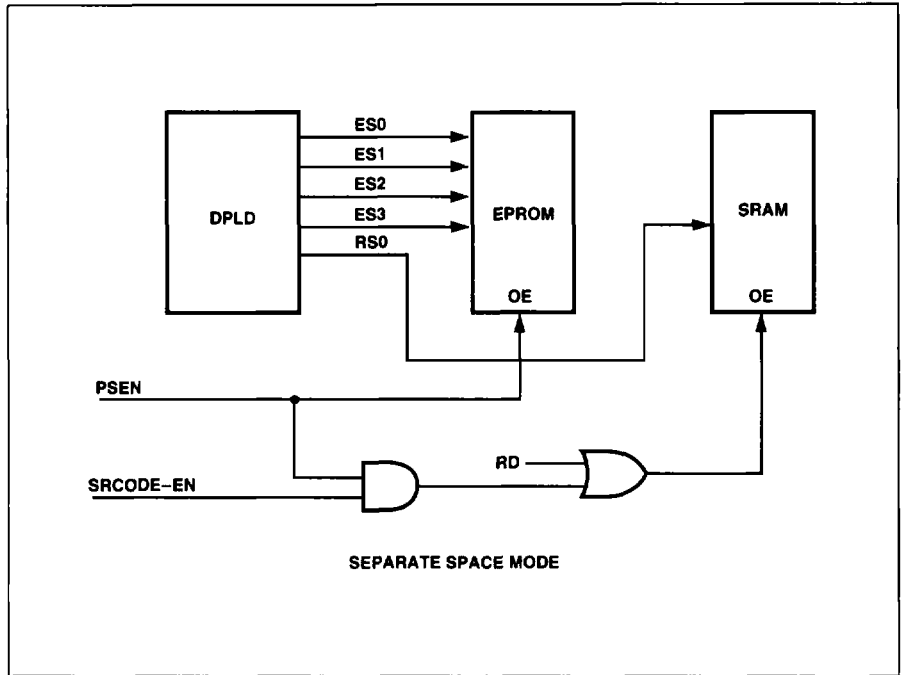 ES0
ES1
ES2
ES3
RS0
DPLD
EPROM
OE
SRAM
OE
PSEN
RD
SRCODE–EN
SEPARATE SPACE MODE